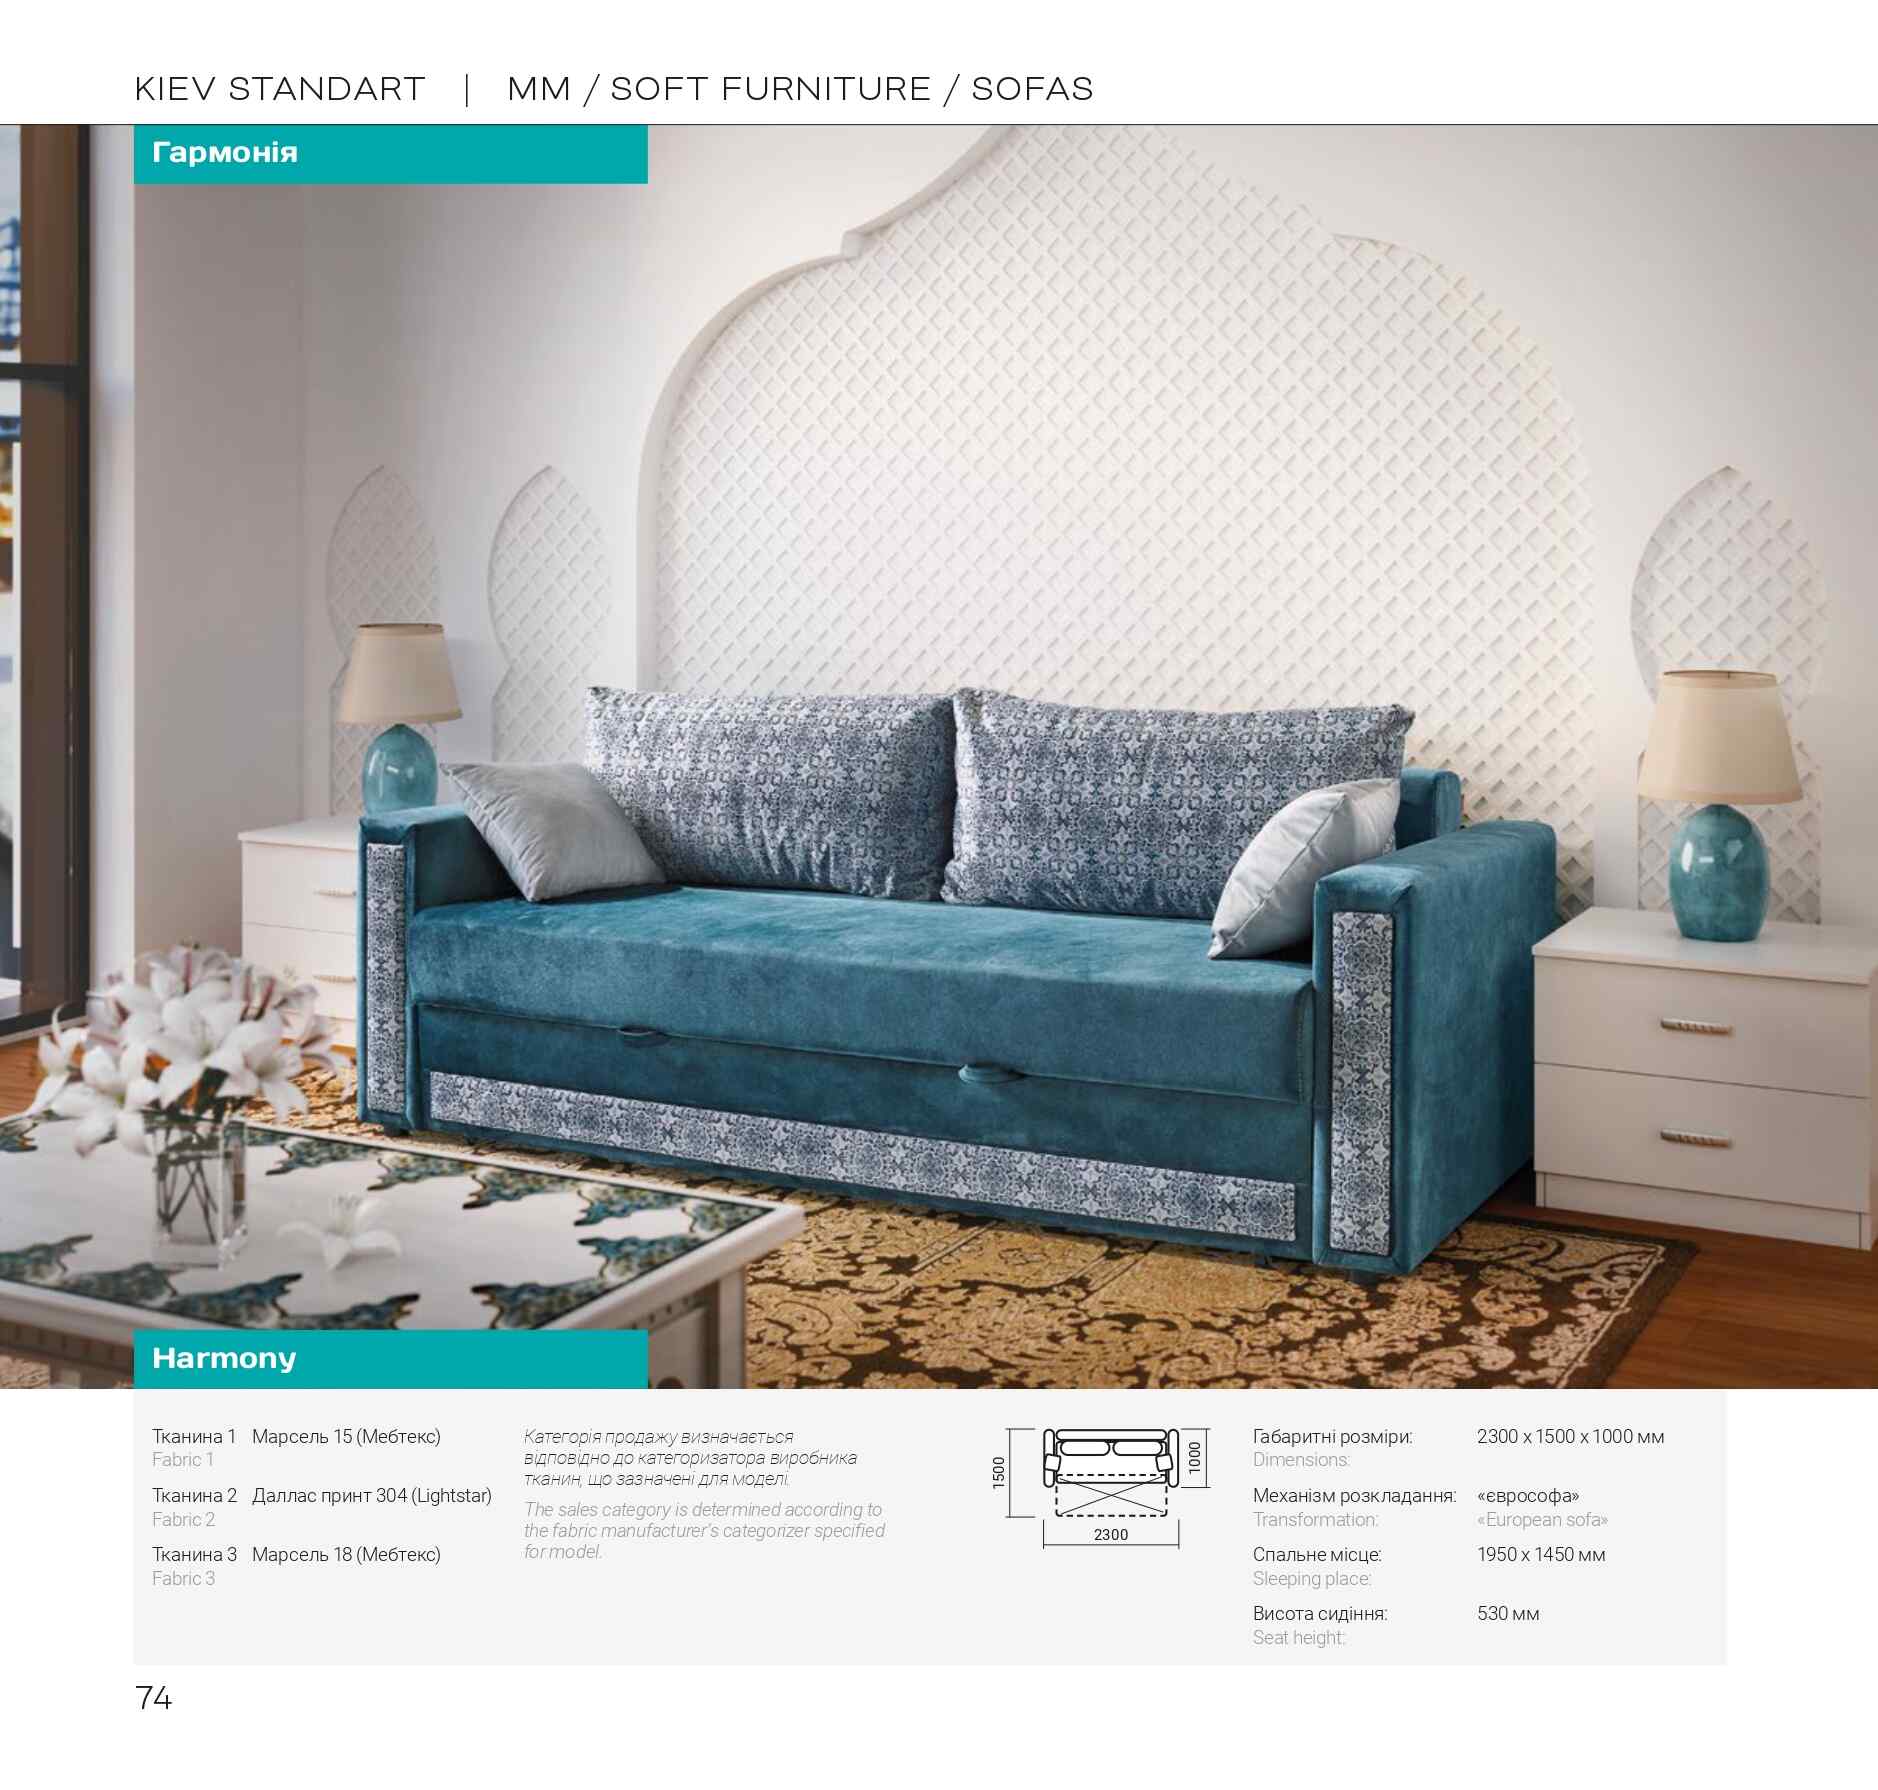 KIEV STANDART | MM / SOFT FURNITURE / SOFAS
Гармонія
Harmony
Тканина 1 Марсель 15 (Мебтекс)
Fabric 1
Тканина 2 Даллас принт 304 (Lightstar)
Fabric 2
Тканина 3 Марсель 18 (Мебтекс)
Fabric 3
Категорія продажу визначається
відповідно до категоризатора виробника
тканин, що зазначені для моделі.
The sales category is determined according to
the fabric manufacturer's categorizer specified
for model.
1500
1000
2300
Габаритні розміри: 2300 x 1500 x 1000 мм
Dimensions:
Механізм розкладання: «єврософа»
Transformation: «European sofa»
Спальне місце: 1950 x 1450 мм
Sleeping place:
Висота сидіння: 530 мм
Seat height:
74